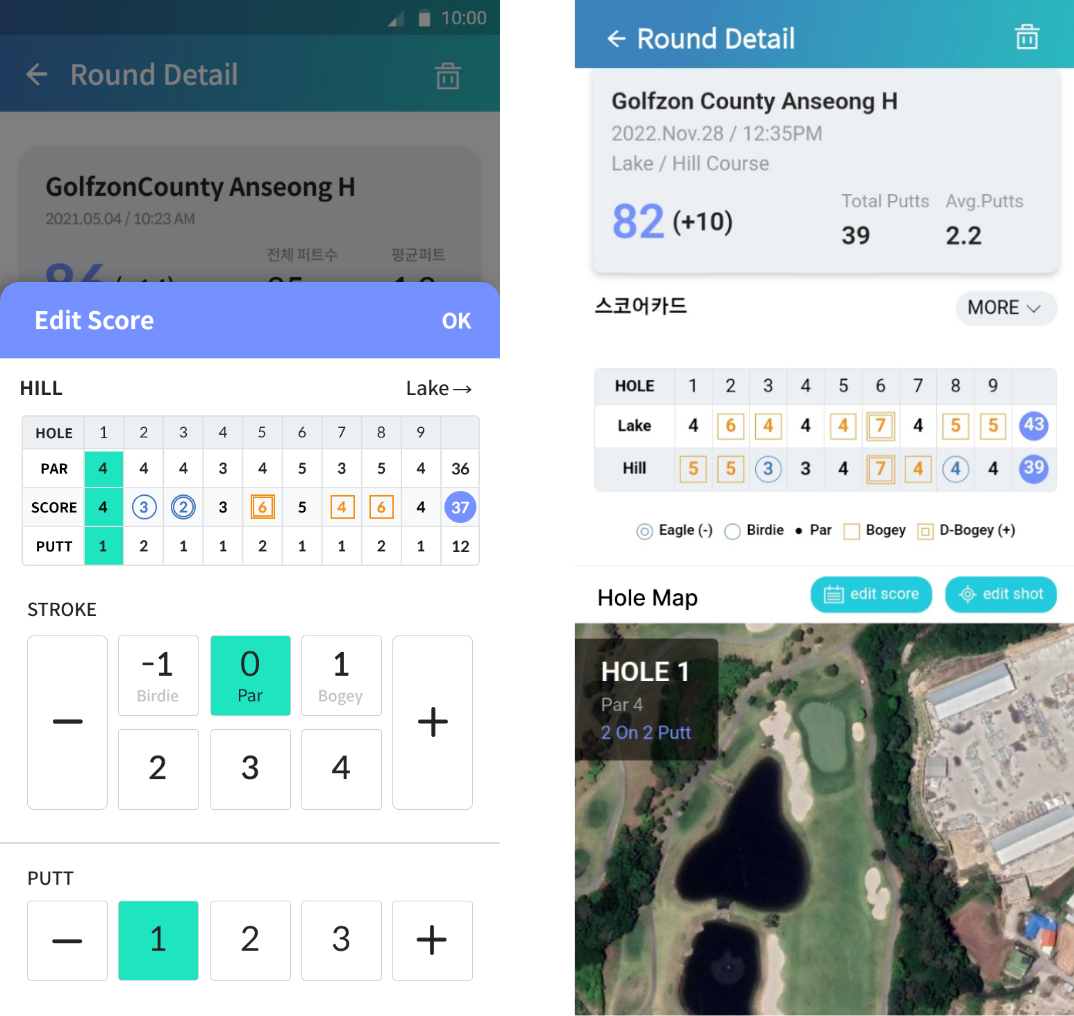 10:00
Round Detail
GolfzonCounty Anseong H
2021.05.04 / 10:23 AM
전체 퍼트수 평균퍼트
Edit Score OK
HILL Lake→
HOLE 1 2 3 4 5 6 7 8 9
PAR 4 4 4 3 4 5 3 5 4 36
SCORE 4 3 2 3 6 5 4 6 4 37
PUTT 1 2 1 1 2 1 1 2 1 12
STROKE
-1 0 1
Birdie Par Bogey
− +
2 3 4
PUTT
− 1 2 3 +
Round Detail
Golfzon County Anseong H
2022.Nov.28 / 12:35PM
Lake / Hill Course
Total Putts Avg.Putts
82 (+10) 39 2.2
스코어카드 MORE
HOLE 1 2 3 4 5 6 7 8 9
Lake 4 6 4 4 4 7 4 5 5 43
Hill 5 5 3 3 4 7 4 4 4 39
Eagle (-) Birdie Par Bogey D-Bogey (+)
Hole Map edit score edit shot
HOLE 1
Par 4
2 On 2 Putt